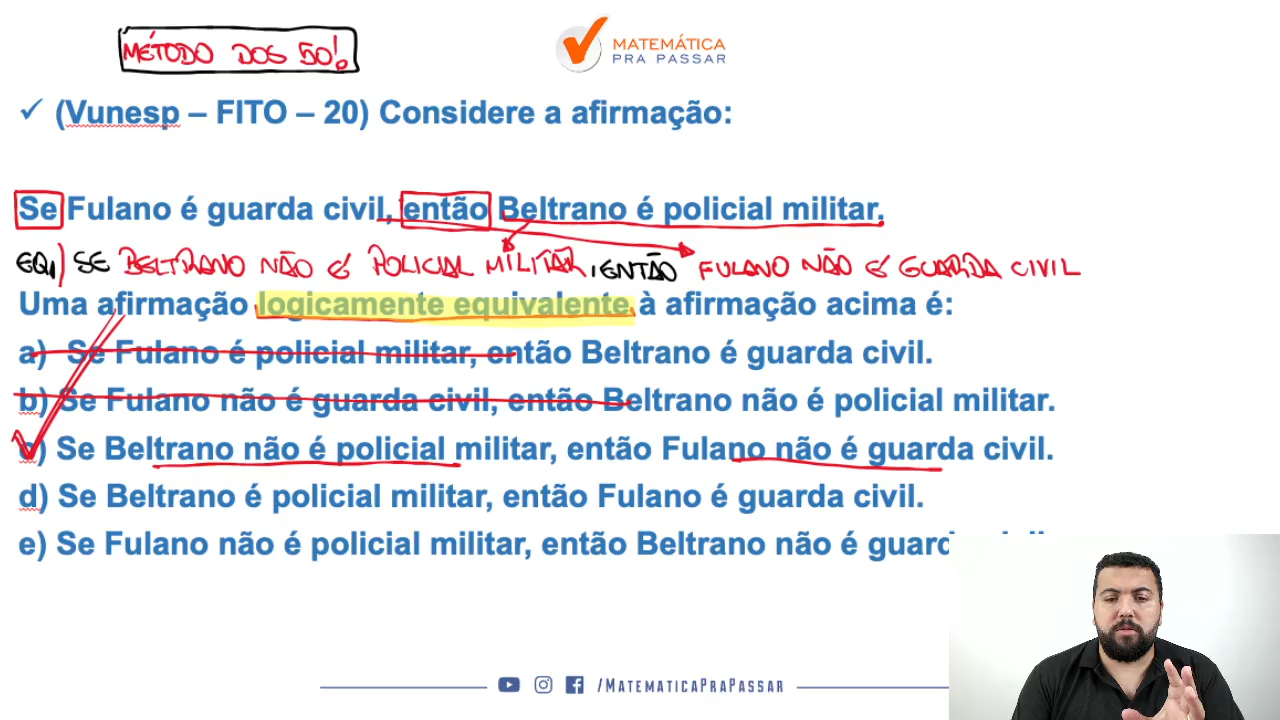 MÉTODO DOS 50!
MATEMÁTICA
PRA PASSAR
✓ (Vunesp – FITO – 20) Considere a afirmação:
Se Fulano é guarda civil, então Beltrano é policial militar.
EQ1) SE BELTRANO NÃO É POLICIAL MILITAR, ENTÃO FULANO NÃO É GUARDA CIVIL
Uma afirmação logicamente equivalente à afirmação acima é:
a) Se Fulano é policial militar, então Beltrano é guarda civil.
b) Se Fulano não é guarda civil, então Beltrano não é policial militar.
c) Se Beltrano não é policial militar, então Fulano não é guarda civil.
d) Se Beltrano é policial militar, então Fulano é guarda civil.
e) Se Fulano não é policial militar, então Beltrano não é
/MATEMATICAPRAPASSAR